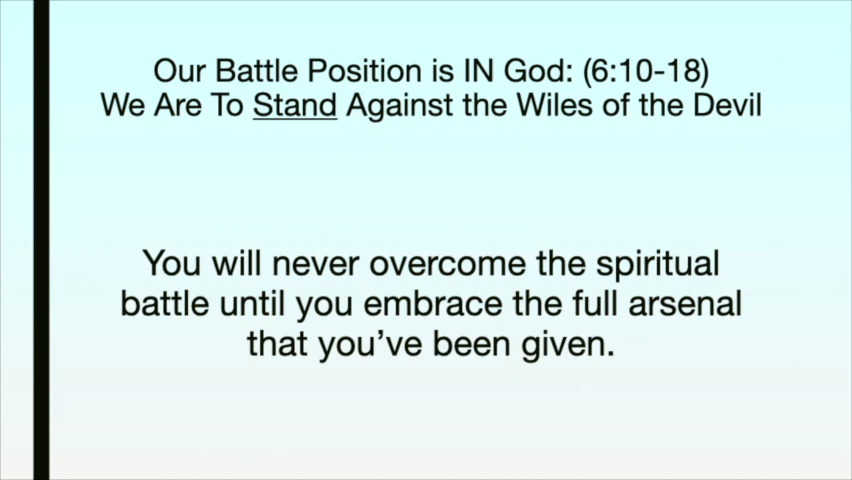 Our Battle Position is IN God: (6:10-18)
We Are To Stand Against the Wiles of the Devil
You will never overcome the spiritual
battle until you embrace the full arsenal
that you’ve been given.